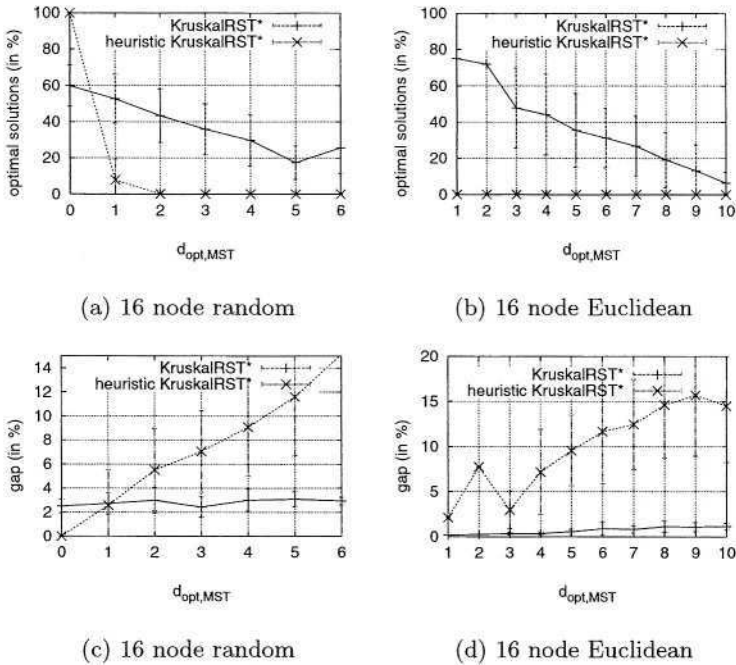 100
80
60
40
20
0
optimal solutions (in %)
KruskalRST*
heuristic KruskalRST*
0 1 2 3 4 5 6
d opt,MST
(a) 16 node random
100
80
60
40
20
0
optimal solutions (in %)
KruskalRST*
heuristic KruskalRST*
1 2 3 4 5 6 7 8 9 10
d opt,MST
(b) 16 node Euclidean
14
12
10
8
6
4
2
0
gap (in %)
KruskalRST*
heuristic KruskalRST*
0 1 2 3 4 5 6
d opt,MST
(c) 16 node random
20
15
10
5
0
gap (in %)
KruskalRST*
heuristic KruskalRST*
1 2 3 4 5 6 7 8 9 10
d opt,MST
(d) 16 node Euclidean